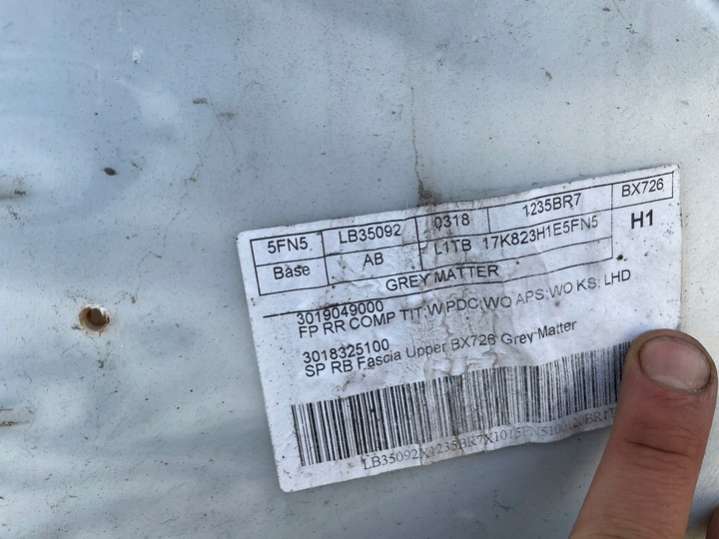 5FN5 LB35092 0318 1235BR7 BX726
Base AB L1TB 17K823H1E5FN5 H1
GREY MATTER
3019049000
FP RR COMP TIT;W PDC;WO APS;WO KS; LHD
3018325100
SP RB Fascia Upper BX726 Grey Matter